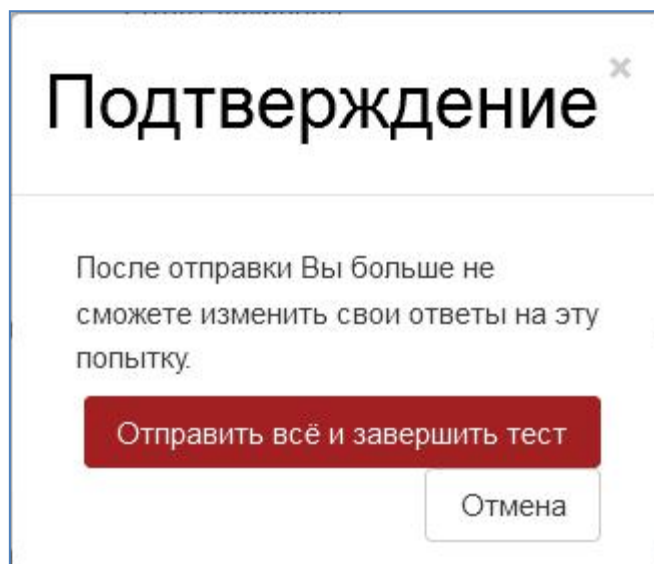 Подтверждение
×
После отправки Вы больше не
сможете изменить свои ответы на эту
попытку.
Отправить всё и завершить тест
Отмена